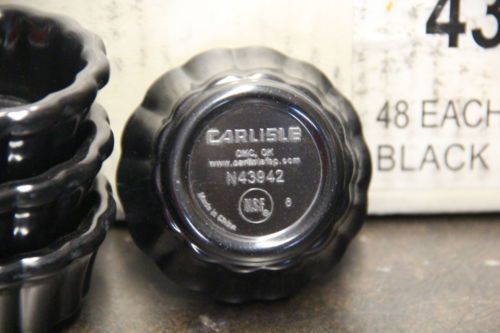 43
48 EACH
BLACK
CARLISLE
OKC, OK
www.carlislefsp.com
N43942
NSF
6
Made in China